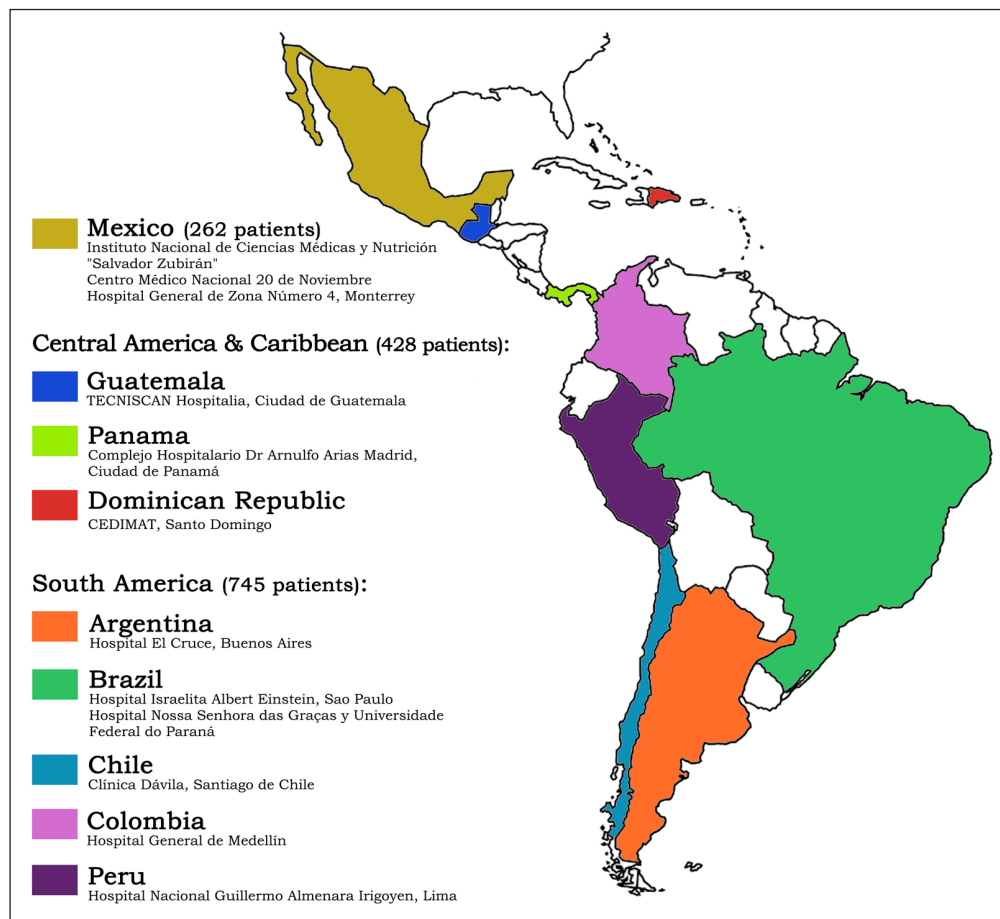 Mexico (262 patients)
Instituto Nacional de Ciencias Médicas y Nutrición
"Salvador Zubirán"
Centro Médico Nacional 20 de Noviembre
Hospital General de Zona Número 4, Monterrey
Central America & Caribbean (428 patients):
Guatemala
TECNISCAN Hospitalia, Ciudad de Guatemala
Panama
Complejo Hospitalario Dr Arnulfo Arias Madrid,
Ciudad de Panamá
Dominican Republic
CEDIMAT, Santo Domingo
South America (745 patients):
Argentina
Hospital El Cruce, Buenos Aires
Brazil
Hospital Israelita Albert Einstein, Sao Paulo
Hospital Nossa Senhora das Graças y Universidade
Federal do Paraná
Chile
Clínica Dávila, Santiago de Chile
Colombia
Hospital General de Medellín
Peru
Hospital Nacional Guillermo Almenara Irigoyen, Lima